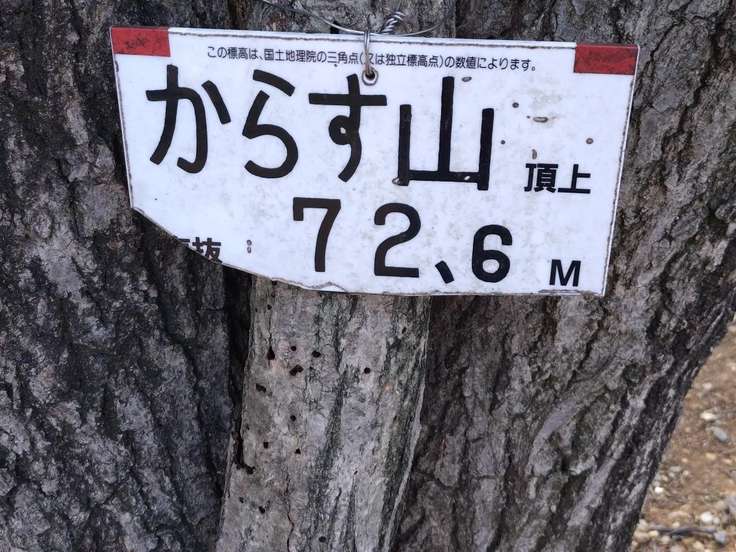 この標高は、国土地理院の三角点(又は独立標高点)の数値によります。
からす山 頂上
抜 72、6 M